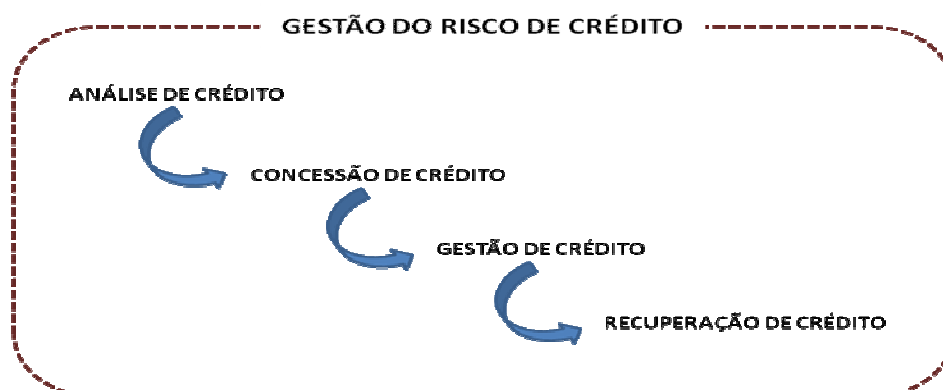 GESTÃO DO RISCO DE CRÉDITO
ANÁLISE DE CRÉDITO
CONCESSÃO DE CRÉDITO
GESTÃO DE CRÉDITO
RECUPERAÇÃO DE CRÉDITO